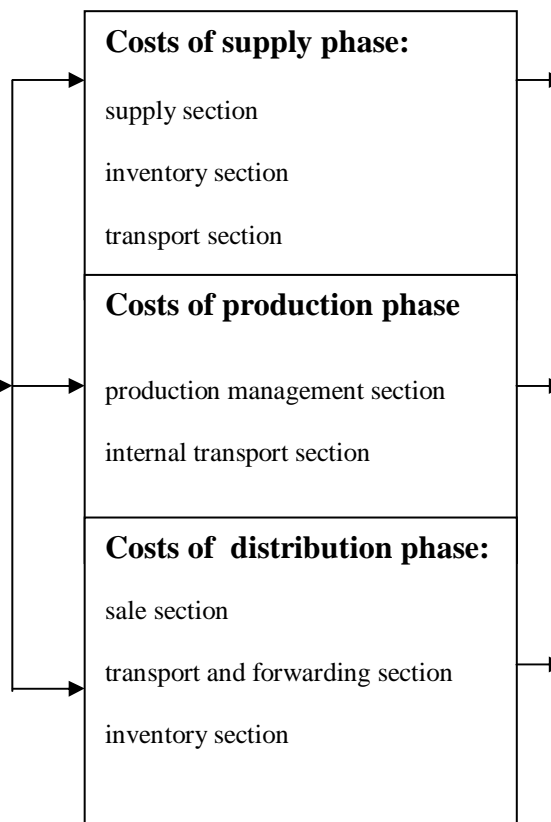 Costs of supply phase:
supply section
inventory section
transport section
Costs of production phase
production management section
internal transport section
Costs of distribution phase:
sale section
transport and forwarding section
inventory section